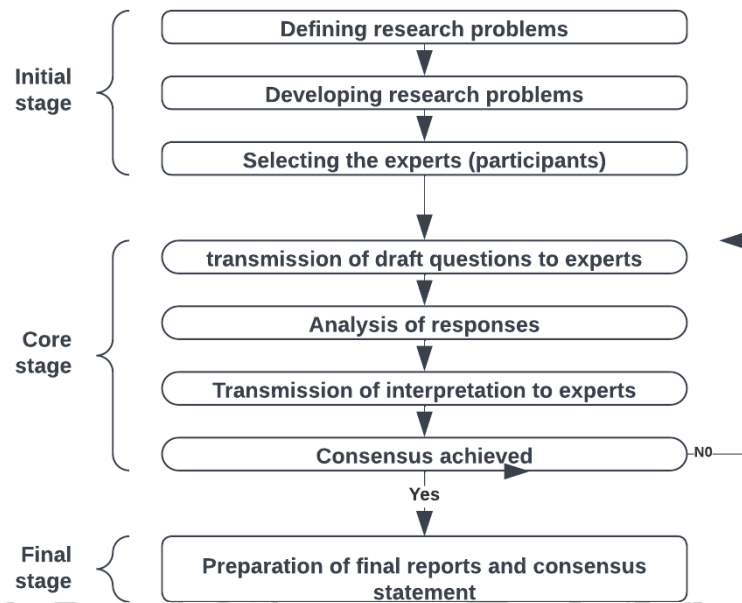 Defining research problems
Initial
stage
Developing research problems
Selecting the experts (participants)
transmission of draft questions to experts
Analysis of responses
Core
stage
Transmission of interpretation to experts
Consensus achieved
N0
Yes
Final
stage
Preparation of final reports and consensus
statement